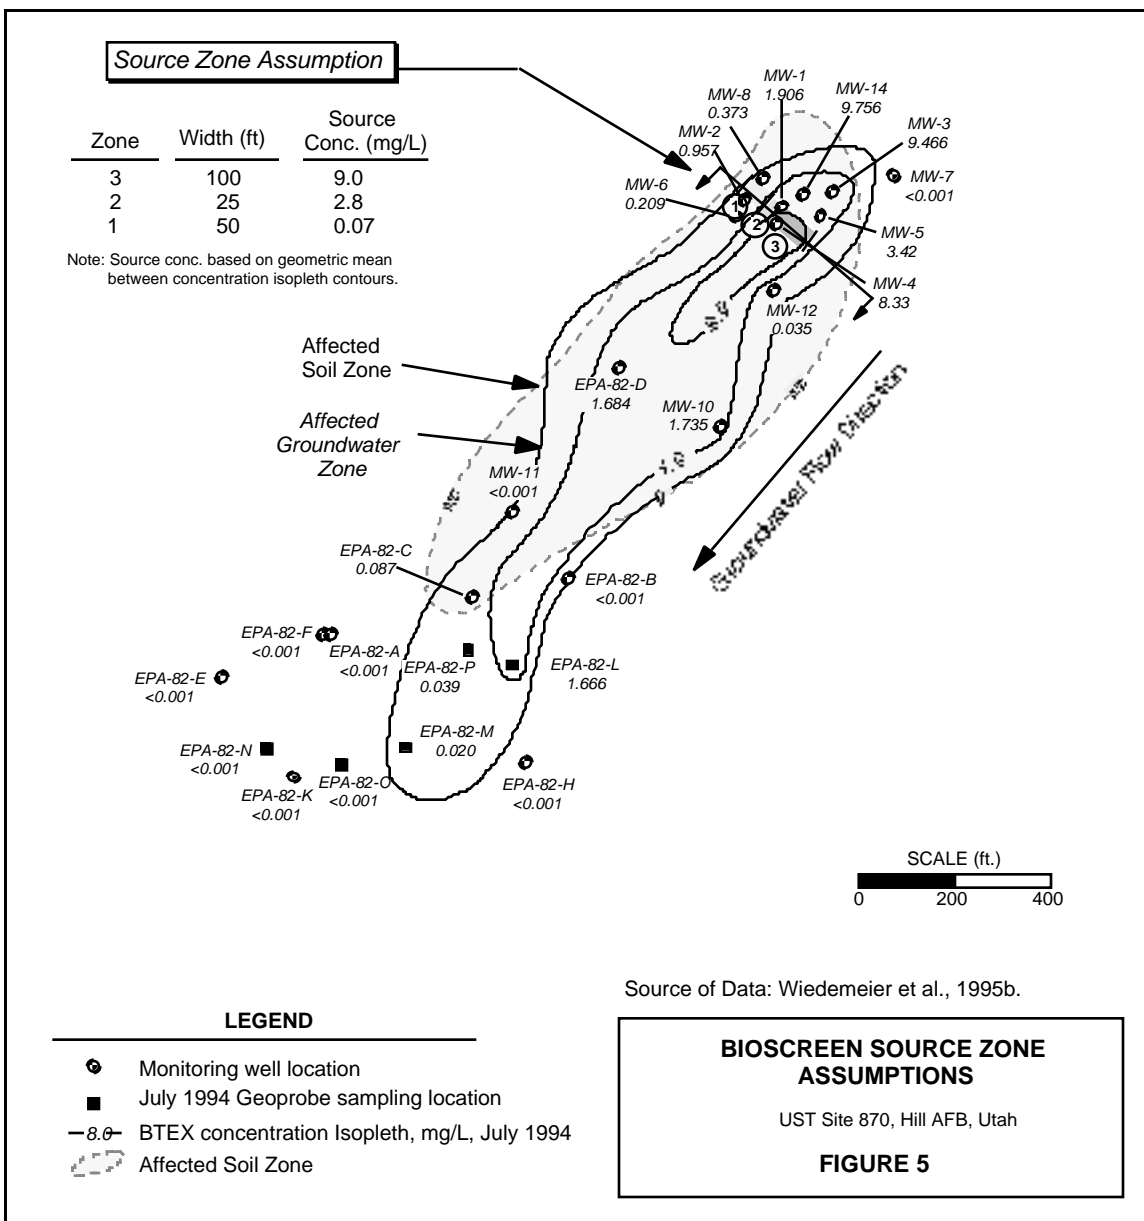 Source Zone Assumption
Zone Width (ft) Source Conc. (mg/L)
3 100 9.0
2 25 2.8
1 50 0.07
Note: Source conc. based on geometric mean
between concentration isopleth contours.
MW-1
1.906
MW-14
9.756
MW-8
0.373
MW-3
9.466
MW-2
0.957
MW-7
<0.001
MW-6
0.209
1
2
3
MW-5
3.42
MW-4
8.33
MW-12
0.035
Affected
Soil Zone
EPA-82-D
1.684
MW-10
1.735
Affected
Groundwater
Zone
1.0
Groundwater Flow Direction
MW-11
<0.001
EPA-82-C
0.087
EPA-82-B
<0.001
EPA-82-F
<0.001
EPA-82-A
<0.001
EPA-82-P
0.039
EPA-82-L
1.666
EPA-82-E
<0.001
EPA-82-M
0.020
EPA-82-N
<0.001
EPA-82-O
<0.001
EPA-82-K
<0.001
EPA-82-H
<0.001
SCALE (ft.)
0 200 400
Source of Data: Wiedemeier et al., 1995b.
LEGEND
Monitoring well location
July 1994 Geoprobe sampling location
8.0 BTEX concentration Isopleth, mg/L, July 1994
Affected Soil Zone
BIOSCREEN SOURCE ZONE
ASSUMPTIONS
UST Site 870, Hill AFB, Utah
FIGURE 5